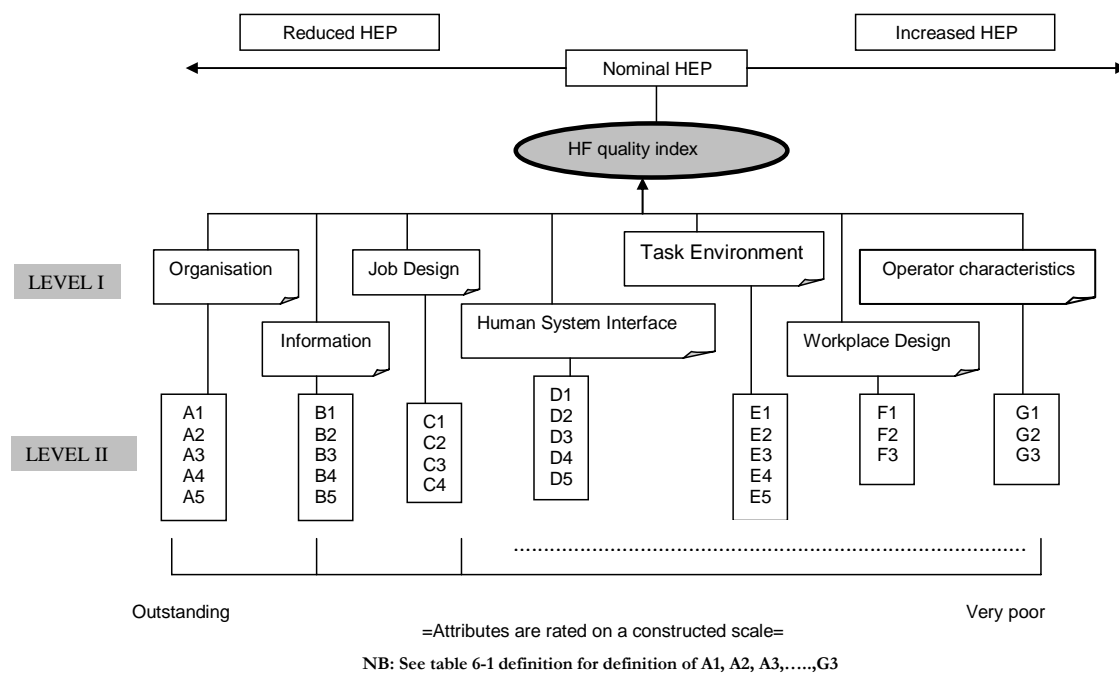 Reduced HEP
Increased HEP
Nominal HEP
HF quality index
LEVEL I
Organisation
Job Design
Task Environment
Operator characteristics
Information
Human System Interface
Workplace Design
LEVEL II
A1
A2
A3
A4
A5
B1
B2
B3
B4
B5
C1
C2
C3
C4
D1
D2
D3
D4
D5
E1
E2
E3
E4
E5
F1
F2
F3
G1
G2
G3
Outstanding
Very poor
=Attributes are rated on a constructed scale=
NB: See table 6-1 definition for definition of A1, A2, A3,.....,G3